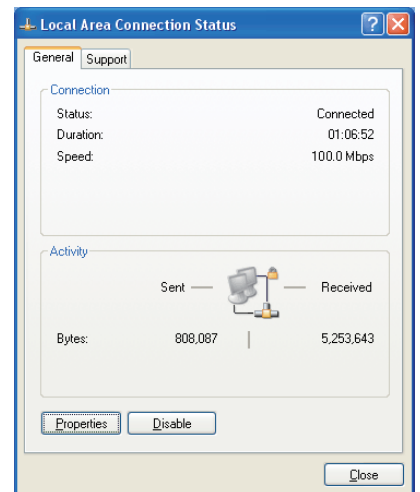 Local Area Connection Status
General Support
Connection
Status: Connected
Duration: 01:06:52
Speed: 100.0 Mbps
Activity
Sent — — Received
Bytes: 808,087 | 5,253,643
Properties Disable
Close